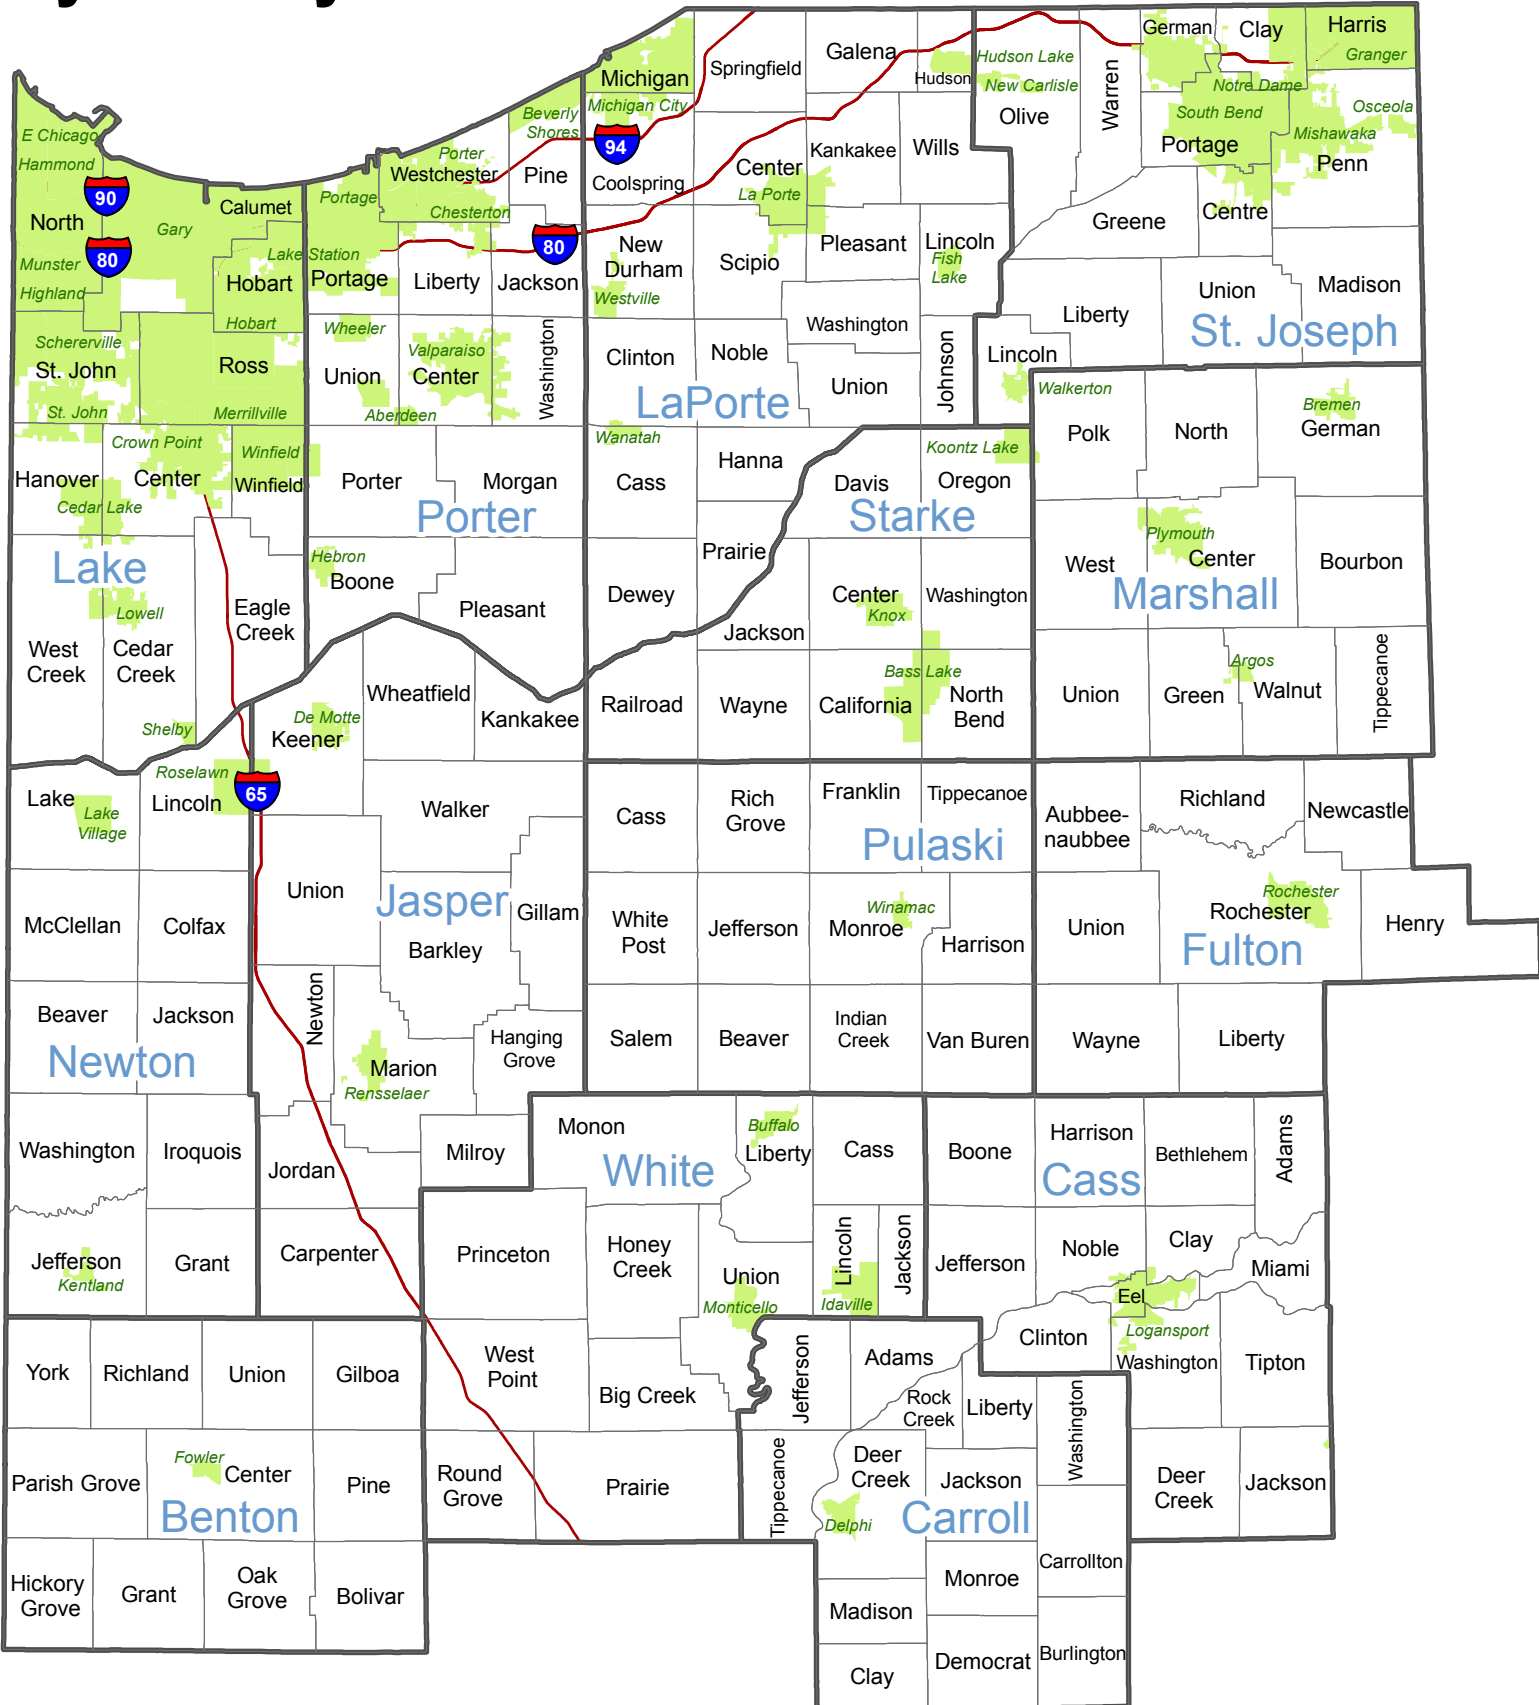 German
Clay
Harris
Galena
Granger
Hudson Lake
Springfield
Michigan
Hudson
New Carlisle
Notre Dame
Warren
Michigan City
Beverly
Shores
Olive
South Bend
Osceola
E Chicago
Mishawaka
94
Kankakee
Wills
Portage
Penn
Hammond
Porter
Westchester
Pine
Center
Coolspring
La Porte
90
Portage
Calumet
Chesterton
Centre
North
Gary
Greene
80
New
Durham
Pleasant
Lincoln
Fish
Lake
Lake Station
80
Scipio
Munster
Highland
Hobart
Portage
Liberty
Jackson
Westville
Union
Madison
Liberty
Hobart
Wheeler
Washington
Washington
St. Joseph
Schererville
St. John
Ross
Valparaiso
Union
Center
Clinton
Noble
Union
Johnson
Lincoln
LaPorte
Walkerton
St. John
Merrillville
Aberdeen
Bremen
German
Crown Point
Wanatah
Polk
North
Winfield
Koontz Lake
Hanover
Center
Winfield
Porter
Morgan
Cass
Hanna
Davis
Oregon
Cedar Lake
Porter
Starke
Plymouth
Lake
Hebron
Boone
Prairie
West
Center
Bourbon
Marshall
Lowell
Eagle
Creek
Pleasant
Dewey
Center
Knox
Washington
Jackson
West
Creek
Cedar
Creek
Argos
Tippecanoe
Bass Lake
Wheatfield
Railroad
Wayne
California
North
Bend
Union
Green
Walnut
De Motte
Keener
Kankakee
Shelby
Roselawn
65
Lake
Lake
Village
Lincoln
Walker
Cass
Rich
Grove
Franklin
Tippecanoe
Aubbee-
naubbee
Richland
Newcastle
Pulaski
Union
Jasper
Gillam
Winamac
Rochester
Rochester
McClellan
Colfax
Barkley
White
Post
Jefferson
Monroe
Harrison
Union
Henry
Fulton
Newton
Beaver
Jackson
Hanging
Grove
Salem
Beaver
Indian
Creek
Van Buren
Wayne
Liberty
Newton
Marion
Rensselaer
Monon
Buffalo
Liberty
Cass
Boone
Harrison
Bethlehem
Adams
Washington
Iroquois
Jordan
Milroy
White
Cass
Princeton
Honey
Creek
Lincoln
Jackson
Jefferson
Noble
Clay
Miami
Jefferson
Kentland
Grant
Carpenter
Union
Monticello
Idaville
Eel
Logansport
Clinton
Washington
Tipton
York
Richland
Union
Gilboa
West
Point
Big Creek
Jefferson
Adams
Rock
Creek
Liberty
Washington
Fowler
Parish Grove
Center
Pine
Round
Grove
Prairie
Tippecanoe
Deer
Creek
Jackson
Deer
Creek
Jackson
Benton
Delphi
Carroll
Hickory
Grove
Grant
Oak
Grove
Bolivar
Monroe
Carrollton
Madison
Clay
Democrat
Burlington